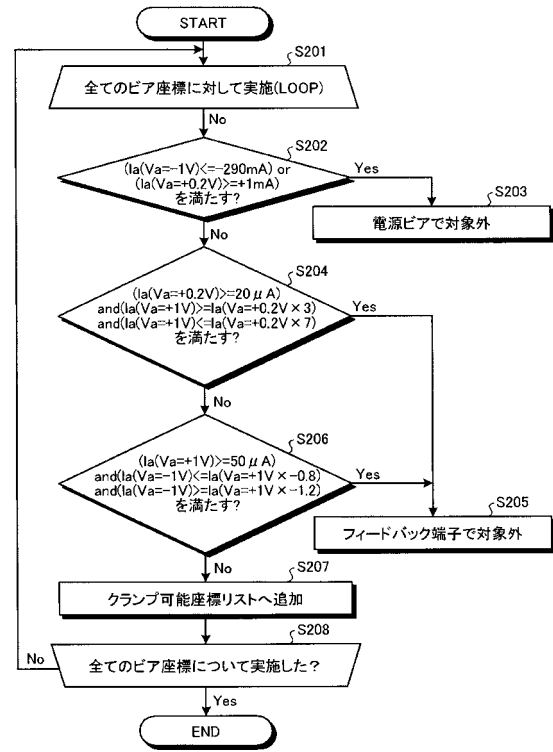 START
S201
全てのビア座標に対して実施(LOOP)
No
S202
(Ia(Va=−1V)<=−290mA) or
(Ia(Va=+0.2V)>=+1mA)
を満たす?
Yes
S203
電源ビアで対象外
No
S204
(Ia(Va=+0.2V)>=20μA)
and(Ia(Va=+1V)>=Ia(Va=+0.2V×3)
and(Ia(Va=+1V)<=Ia(Va=+0.2V×7)
を満たす?
Yes
No
S206
(Ia(Va=+1V)>=50μA)
and(Ia(Va=−1V)<=Ia(Va=+1V×−0.8)
and(Ia(Va=−1V)>=Ia(Va=+1V×−1.2)
を満たす?
Yes
S205
フィードバック端子で対象外
No
S207
クランプ可能座標リストへ追加
S208
No
全てのビア座標について実施した?
Yes
END